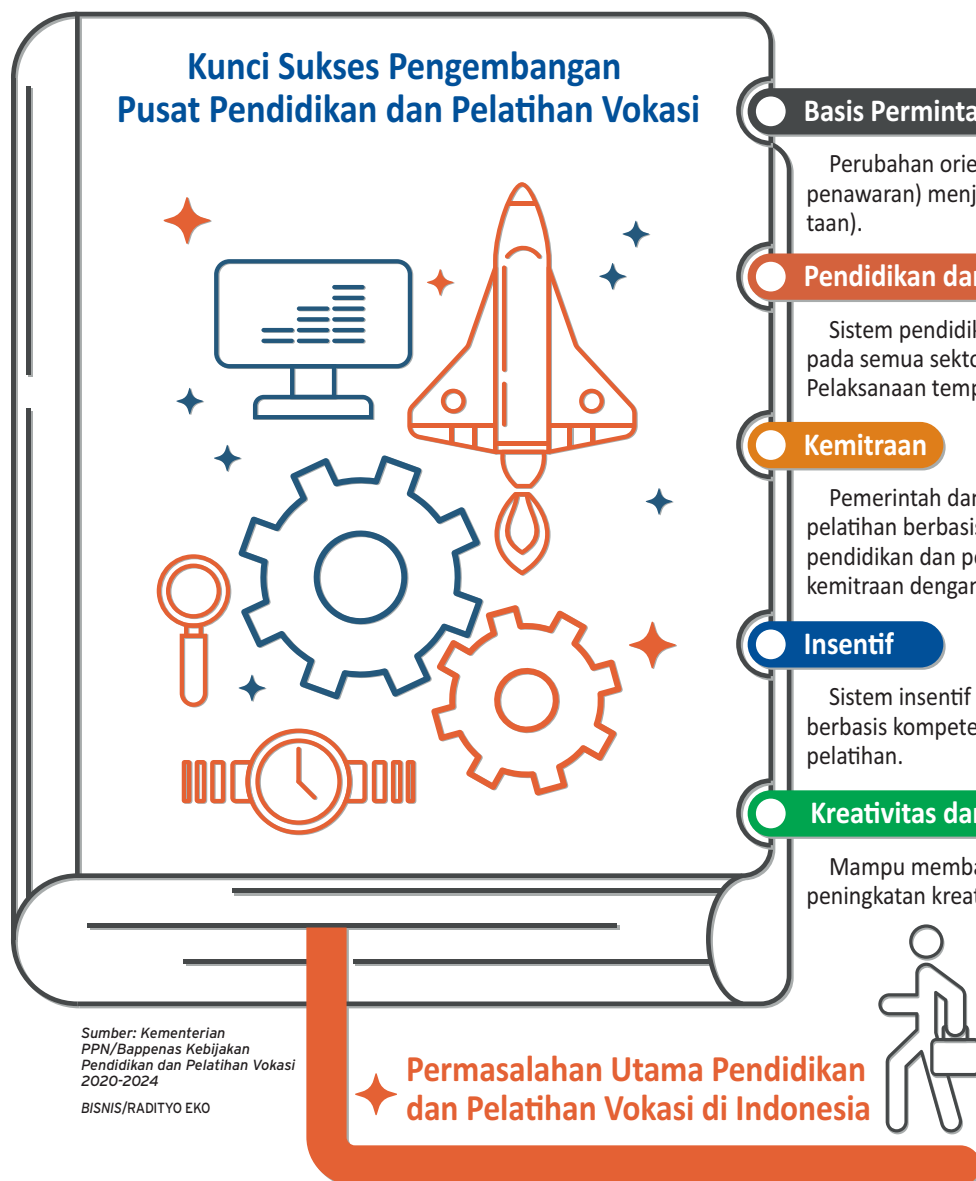 Kunci Sukses Pengembangan
Pusat Pendidikan dan Pelatihan Vokasi
Basis Perminta
Perubahan orie
penawaran) menj
taan).
Pendidikan dar
Sistem pendidik
pada semua sekto
Pelaksanaan temp
Kemitraan
Pemerintah dar
pelatihan berbasis
pendidikan dan pe
kemitraan dengar
Insentif
Sistem insentif
berbasis kompete
pelatihan.
Kreativitas dar
Mampu memba
peningkatan kreat
Sumber: Kementerian
PPN/Bappenas Kebijakan
Pendidikan dan Pelatihan Vokasi
2020-2024
BISNIS/RADITYO EKO
Permasalahan Utama Pendidikan
dan Pelatihan Vokasi di Indonesia